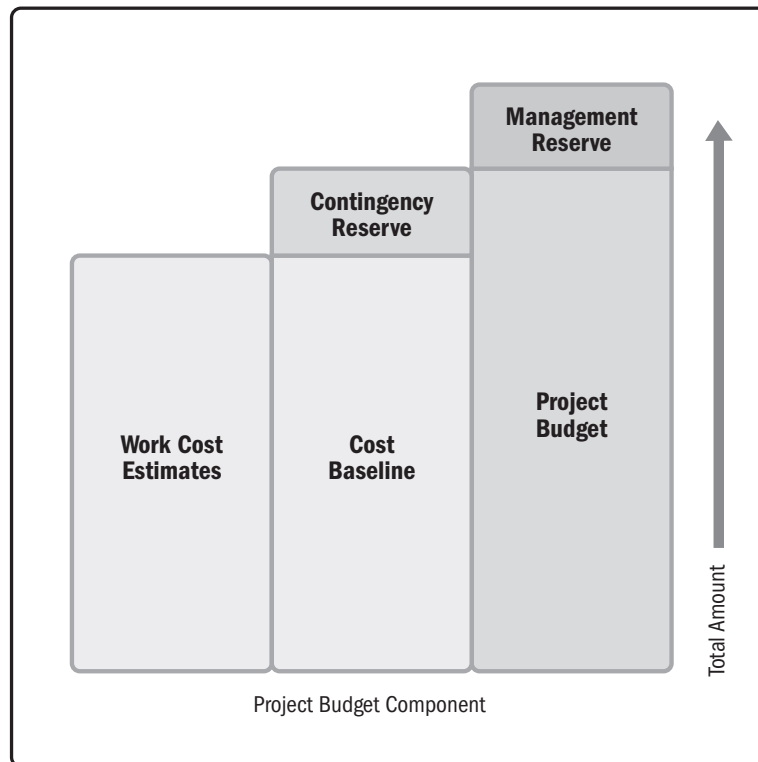 Management
Reserve
Contingency
Reserve
Work Cost
Estimates
Cost
Baseline
Project
Budget
Total Amount
Project Budget Component